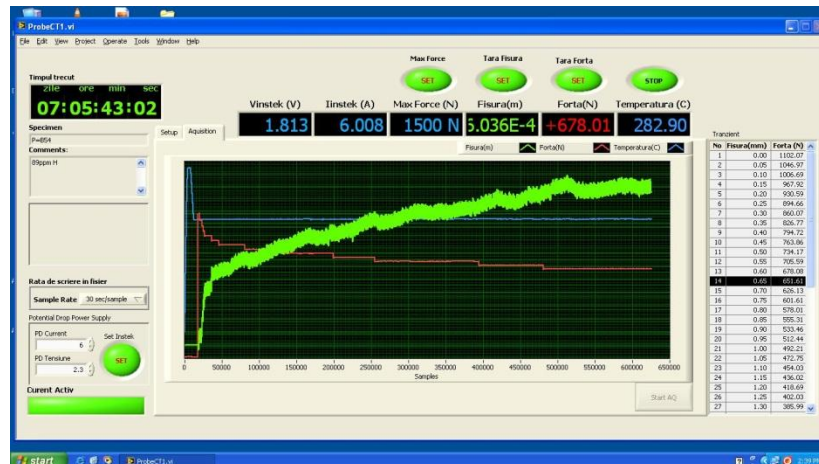 ProbeCT1.vi
File Edit View Project Operate Tools Window Help
Max Force Tara Fisura Tara Forta
SET SET SET STOP
Timpul trecut
zile ore min sec
07:05:43:02
Vinstek (V) Iinstek (A) Max Force (N) Fisura(m) Forta(N) Temperatura (C)
1.813 6.008 1500 N 5.036E-4 +678.01 282.90
Specimen
P=854
Comments:
89ppm H
Setup Aquisition
Fisura(m) Forta(N) Temperatura(C)
0 50000 100000 150000 200000 250000 300000 350000 400000 450000 500000 550000 600000 650000
Samples
Start AQ
Rata de scriere in fisier
Sample Rate 30 sec/sample
Potential Drop Power Supply
PD Current
6
Set Instek
PD Tensiune
2.3
SET
Curent Activ
Tranzient
No Fisura(mm) Forta (N)
1 0.00 1102.07
2 0.05 1046.97
3 0.10 1006.69
4 0.15 967.92
5 0.20 930.59
6 0.25 894.66
7 0.30 860.07
8 0.35 826.77
9 0.40 794.72
10 0.45 763.86
11 0.50 734.17
12 0.55 705.59
13 0.60 678.08
14 0.65 651.61
15 0.70 626.13
16 0.75 601.61
17 0.80 578.01
18 0.85 555.31
19 0.90 533.46
20 0.95 512.44
21 1.00 492.21
22 1.05 472.75
23 1.10 454.03
24 1.15 436.02
25 1.20 418.69
26 1.25 402.03
27 1.30 385.99
start ProbeCT1.vi 2:39 PM